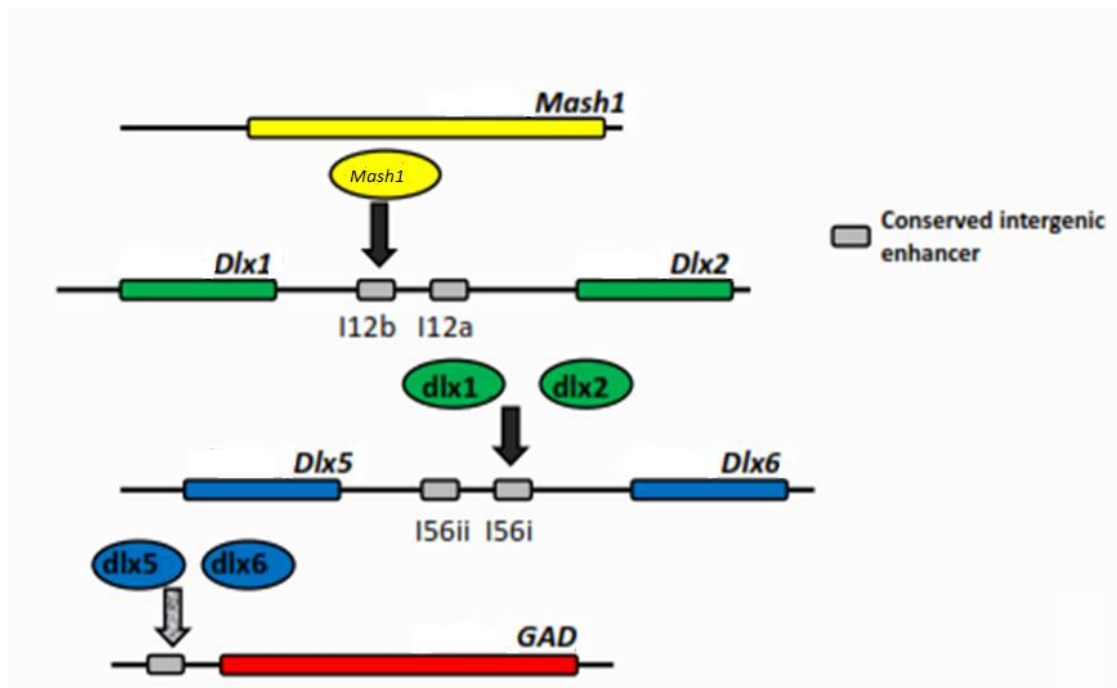 Mash1
Mash1
Conserved intergenic
enhancer
Dlx1
Dlx2
I12b I12a
dlx1 dlx2
Dlx5
Dlx6
I56ii I56i
dlx5 dlx6
GAD